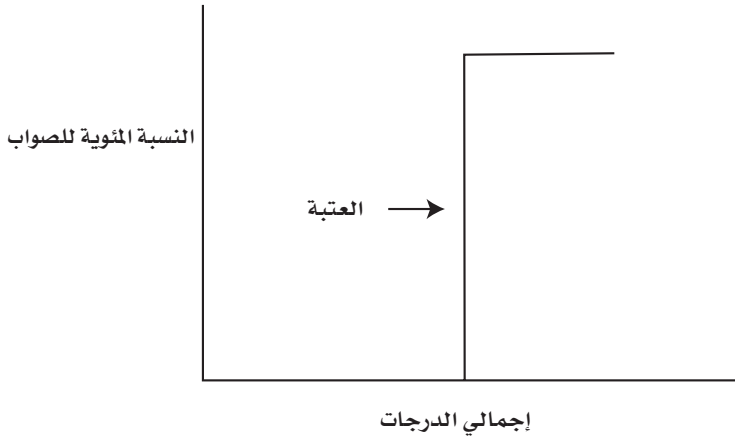 النسبة المئوية للصواب
العتبة
إجمالي الدرجات